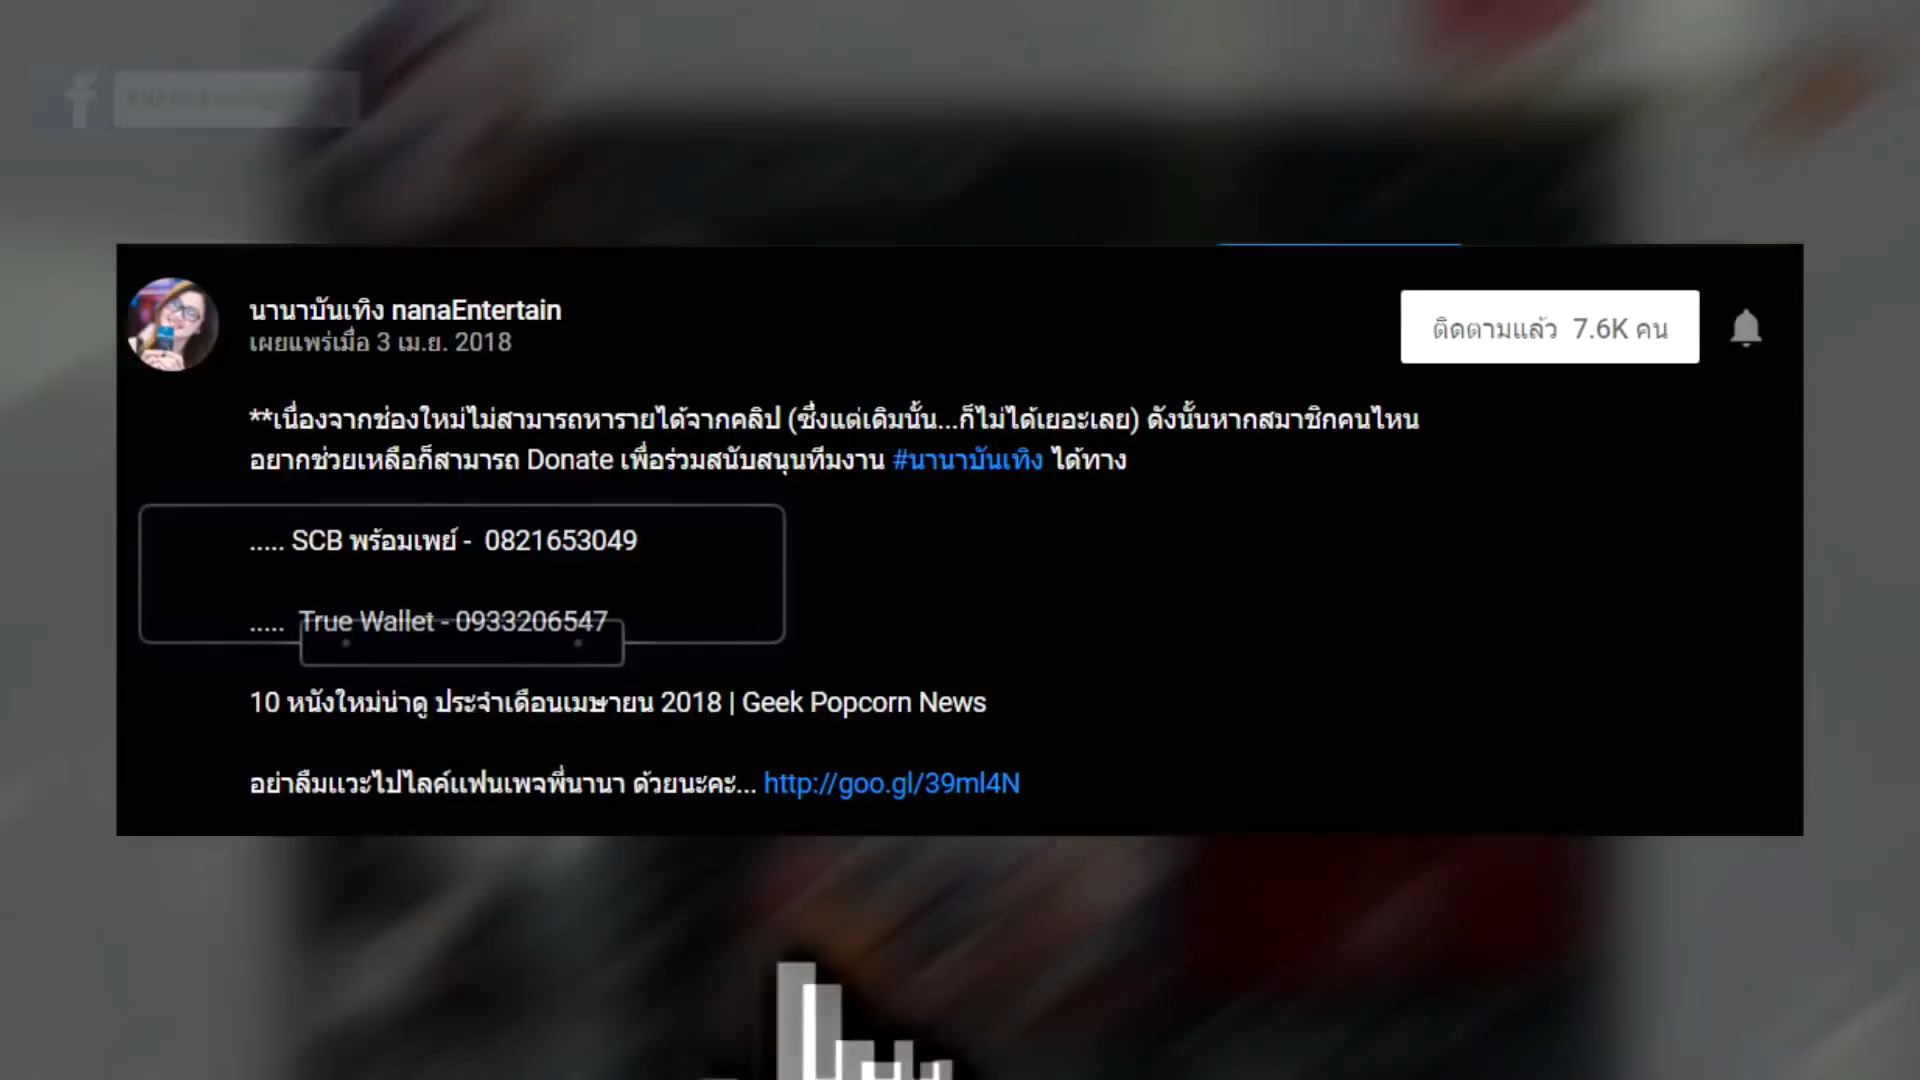 นานาบันเทิง nanaEntertain
เผยแพร่เมื่อ 3 เม.ย. 2018
ติดตามแล้ว 7.6K คน
**เนื่องจากช่องใหม่ไม่สามารถหารายได้จากคลิป (ซึ่งแต่เดิมนั้น...ก็ไม่ได้เยอะเลย) ดังนั้นหากสมาชิกคนไหน
อยากช่วยเหลือก็สามารถ Donate เพื่อร่วมสนับสนุนทีมงาน #นานาบันเทิง ได้ทาง
..... SCB พร้อมเพย์ - 0821653049
..... True Wallet - 0933206547
10 หนังใหม่น่าดู ประจำเดือนเมษายน 2018 | Geek Popcorn News
อย่าลืมแวะไปไลค์แฟนเพจพี่นานา ด้วยนะคะ... http://goo.gl/39ml4N